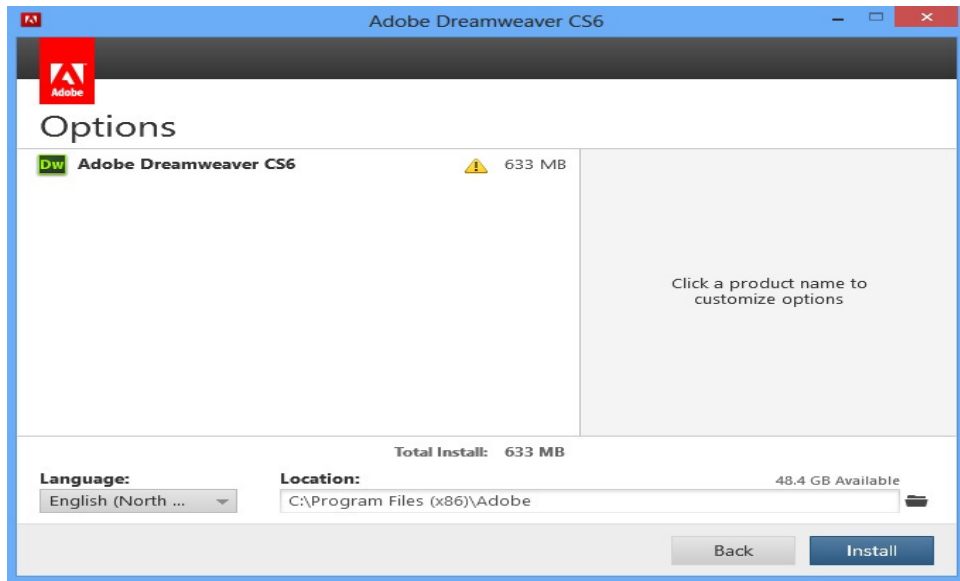 Adobe Dreamweaver CS6
Adobe
Options
Dw Adobe Dreamweaver CS6 633 MB
Click a product name to
customize options
Total Install: 633 MB
Language: Location: 48.4 GB Available
English (North ... C:\Program Files (x86)\Adobe
Back Install